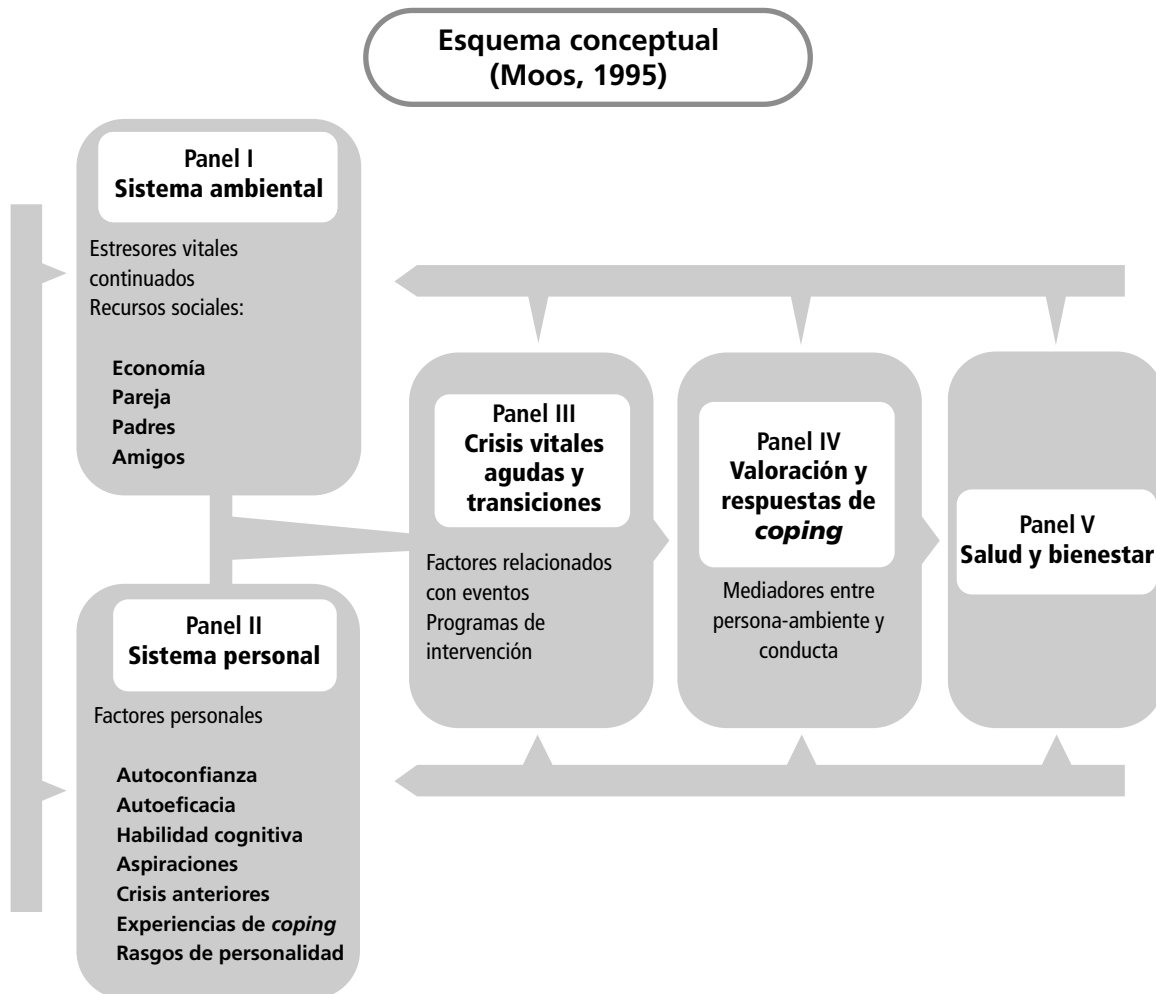 Esquema conceptual
(Moos, 1995)
Panel I
Sistema ambiental
Estresores vitales
continuados
Recursos sociales:
Economía
Pareja
Padres
Amigos
Panel II
Sistema personal
Factores personales
Autoconfianza
Autoeficacia
Habilidad cognitiva
Aspiraciones
Crisis anteriores
Experiencias de coping
Rasgos de personalidad
Panel III
Crisis vitales
agudas y
transiciones
Factores relacionados
con eventos
Programas de
intervención
Panel IV
Valoración y
respuestas de
coping
Mediadores entre
persona-ambiente y
conducta
Panel V
Salud y bienestar